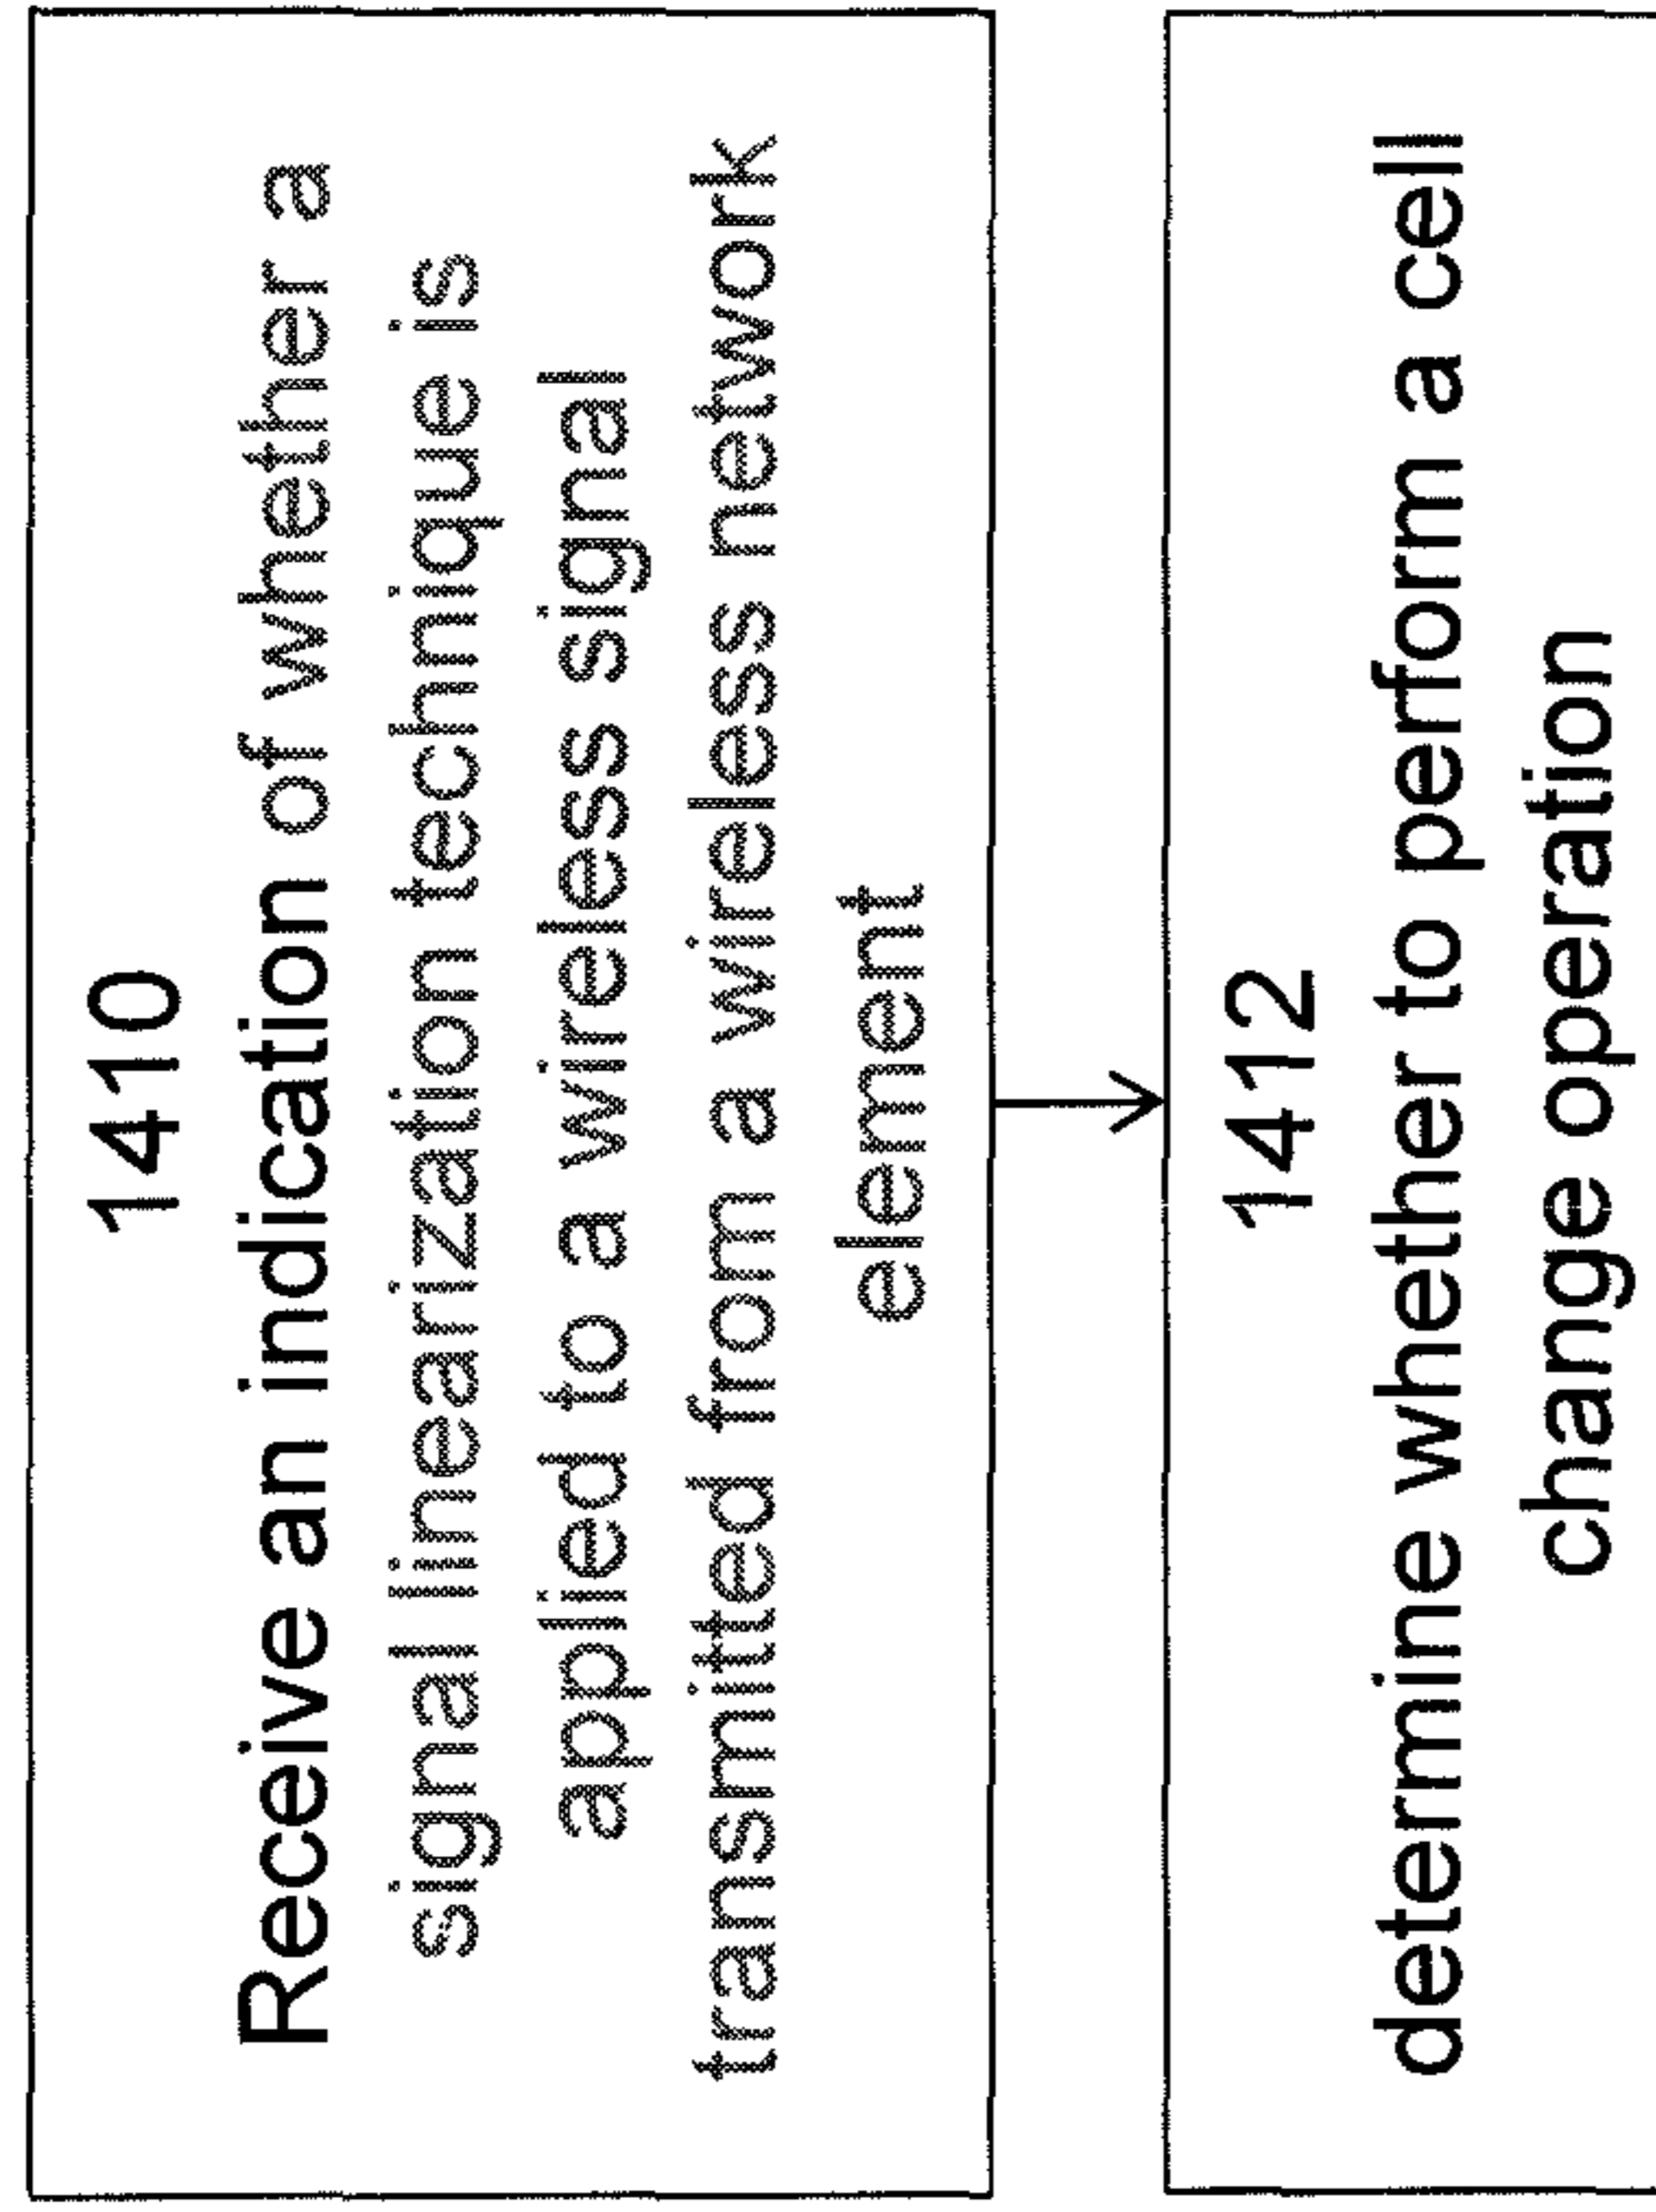 1410
Receive an indication of whether a
signal linearization technique is
applied to a wireless signal
transmitted from a wireless network
element
1412
determine whether to perform a cell
change operation